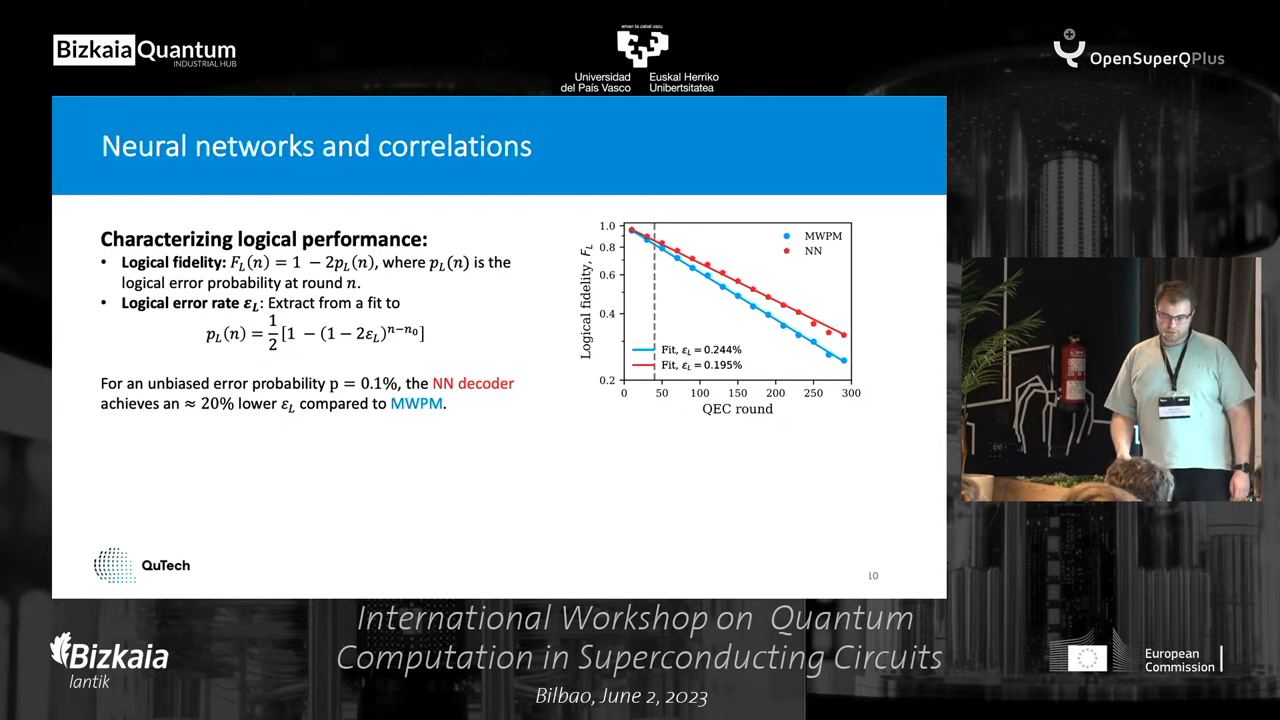 Bizkaia Quantum
INDUSTRIAL HUB
eman ta zabal zazu
Universidad del País Vasco
Euskal Herriko Unibertsitatea
OpenSuperQPlus
Neural networks and correlations
Characterizing logical performance:
• Logical fidelity: F_L(n) = 1 − 2p_L(n), where p_L(n) is the
logical error probability at round n.
• Logical error rate ε_L: Extract from a fit to
p_L(n) = 1/2 [1 − (1 − 2ε_L)^{n−n_0}]
For an unbiased error probability p = 0.1%, the NN decoder
achieves an ≈ 20% lower ε_L compared to MWPM.
Logical fidelity, F_L
1.0
0.8
0.6
0.4
0.2
MWPM
NN
Fit, ε_L = 0.244%
Fit, ε_L = 0.195%
0 50 100 150 200 250 300
QEC round
QuTech
10
International Workshop on Quantum
Computation in Superconducting Circuits
Bilbao, June 2, 2023
Bizkaia
lantik
European
Commission